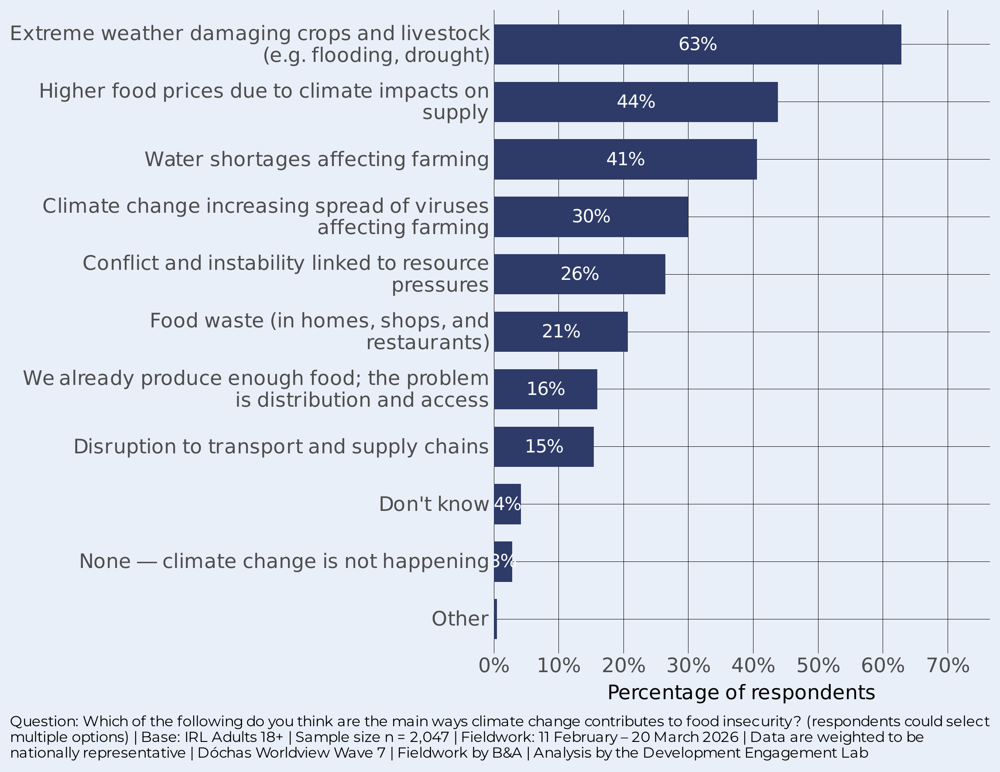 Extreme weather damaging crops and livestock
(e.g. flooding, drought)
63%
Higher food prices due to climate impacts on
supply
44%
Water shortages affecting farming
41%
Climate change increasing spread of viruses
affecting farming
30%
Conflict and instability linked to resource
pressures
26%
Food waste (in homes, shops, and
restaurants)
21%
We already produce enough food; the problem
is distribution and access
16%
Disruption to transport and supply chains
15%
Don't know
4%
None — climate change is not happening
3%
Other
0% 10% 20% 30% 40% 50% 60% 70%
Percentage of respondents
Question: Which of the following do you think are the main ways climate change contributes to food insecurity? (respondents could select
multiple options) | Base: IRL Adults 18+ | Sample size n = 2,047 | Fieldwork: 11 February – 20 March 2026 | Data are weighted to be
nationally representative | Dóchas Worldview Wave 7 | Fieldwork by B&A | Analysis by the Development Engagement Lab